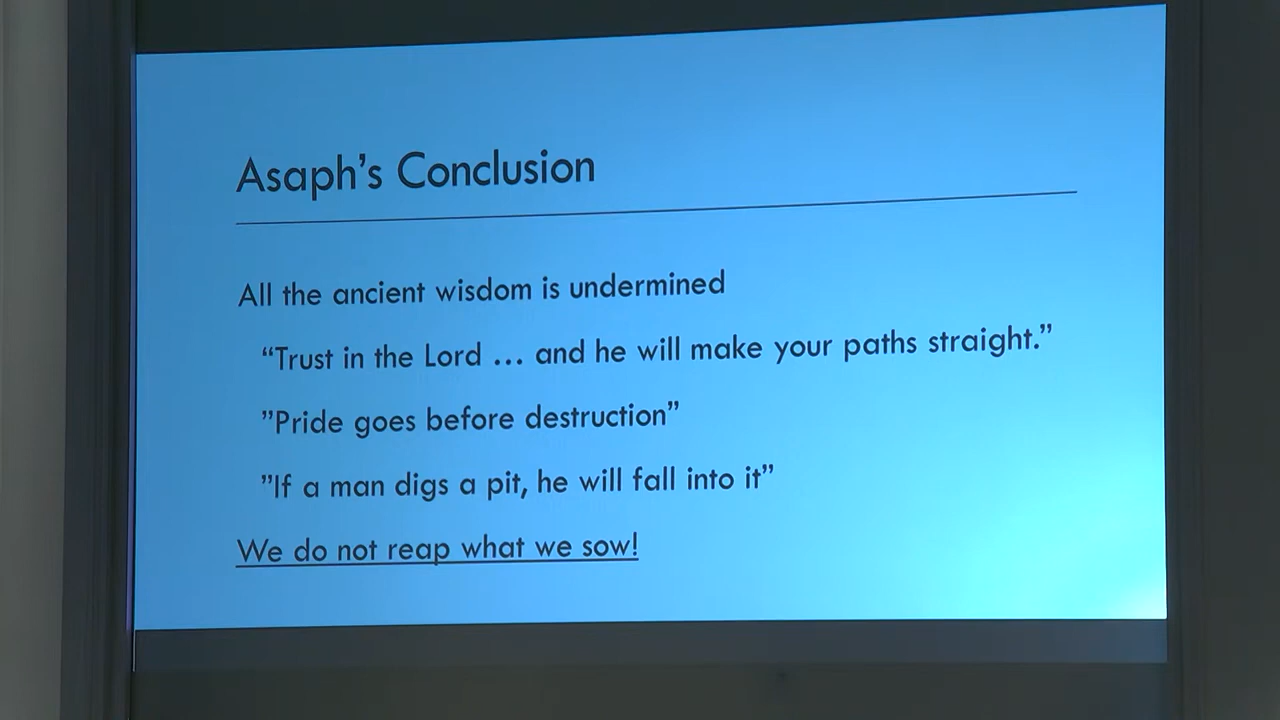 Asaph’s Conclusion
All the ancient wisdom is undermined
“Trust in the Lord … and he will make your paths straight.”
”Pride goes before destruction”
”If a man digs a pit, he will fall into it”
We do not reap what we sow!